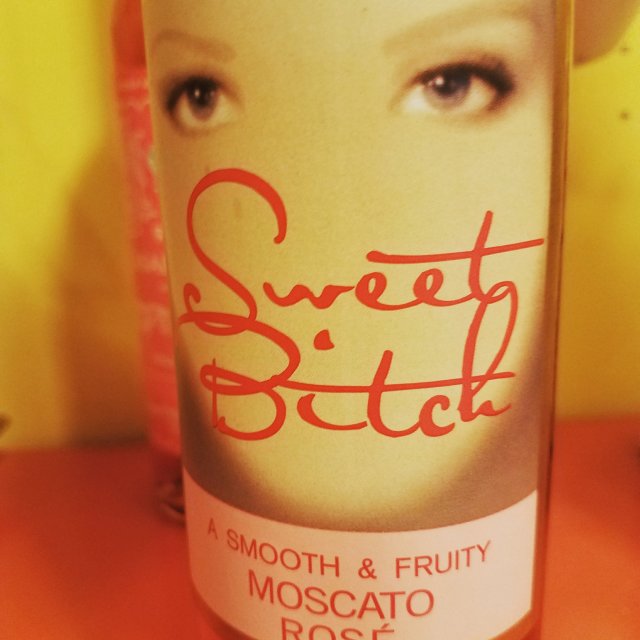 Sweet
Bitch
A SMOOTH & FRUITY
MOSCATO
ROSÉ